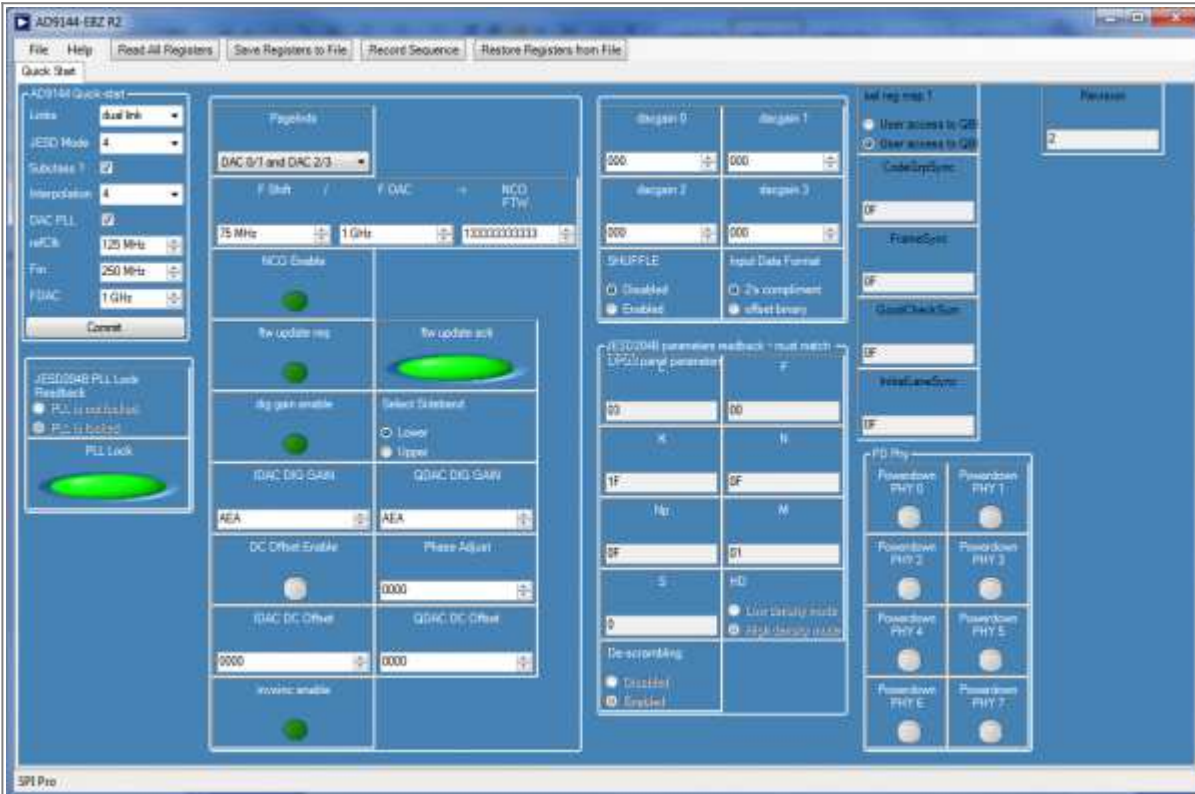 AD9144-EBZ R2
File Help Read All Registers Save Registers to File Record Sequence Restore Registers from File
Quick Start
AD9144 Quick-start
Links dual link
JESD Mode 4
Subclass 1
Interpolation 4
DAC PLL
refClk 125 MHz
Fin 250 MHz
FDAC 1 GHz
Commit
JESD204B PLL Lock
Readback
PLL is not locked
PLL is locked
PLL Lock
PageIndx
DAC 0/1 and DAC 2/3
F Shift / F DAC = NCO
FTW
75 MHz 1 GHz
NCO Enable
ftw update req ftw update ack
dig gain enable Select Sideband
Lower
Upper
IDAC DIG GAIN QDAC DIG GAIN
AEA AEA
DC Offset Enable Phase Adjust
0000
IDAC DC Offset QDAC DC Offset
0000 0000
invsinc enable
dacgain 0 dacgain 1
000 000
dacgain 2 dacgain 3
000 000
SHUFFLE Input Data Format
Disabled 2's compliment
Enabled offset binary
JESD204B parameters readback - must match
DPG3 panel parameters
L F
03 00
K N
1F 0F
Np M
0F 01
S HD
0 Low density mode
High density mode
De-scrambling
Disabled
Enabled
sel reg map 1
User access to QB
User access to QB
CodeGrpSync
0F
FrameSync
0F
GoodCheckSum
0F
InitialLaneSync
0F
Revision
2
PD Phy
Powerdown PHY 0 Powerdown PHY 1
Powerdown PHY 2 Powerdown PHY 3
Powerdown PHY 4 Powerdown PHY 5
Powerdown PHY 6 Powerdown PHY 7
SPI Pro